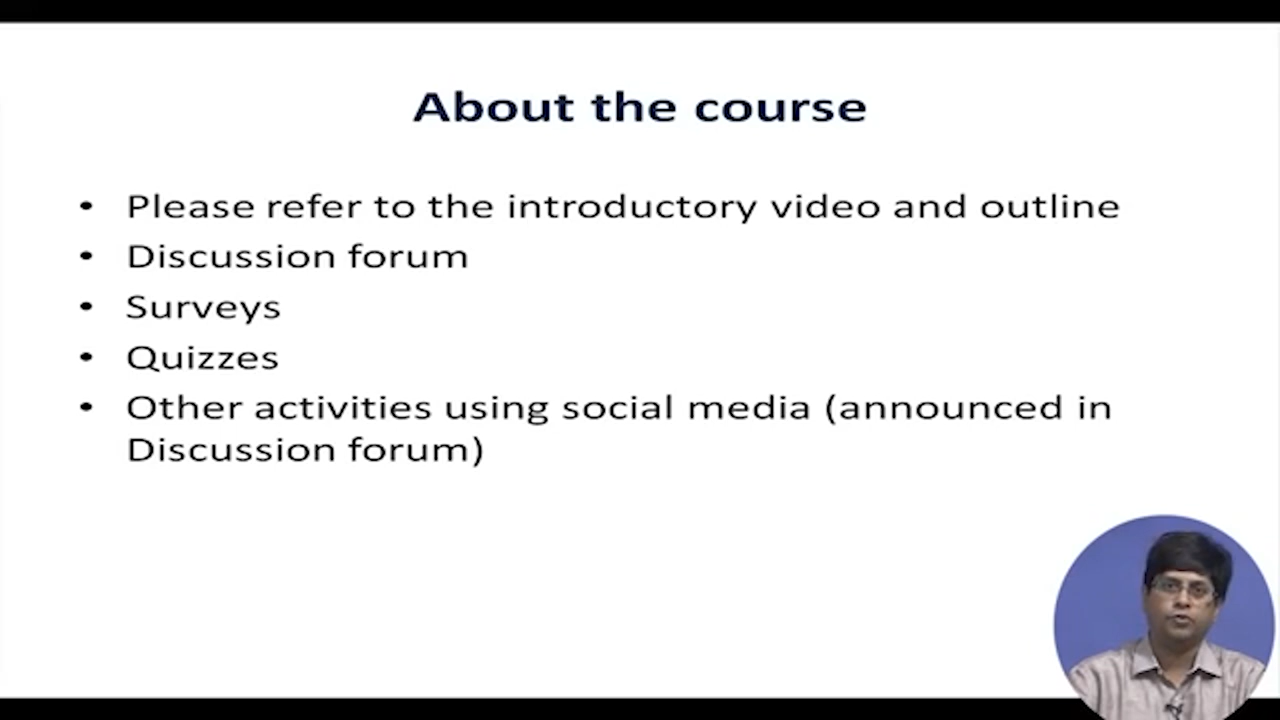 About the course
• Please refer to the introductory video and outline
• Discussion forum
• Surveys
• Quizzes
• Other activities using social media (announced in
Discussion forum)